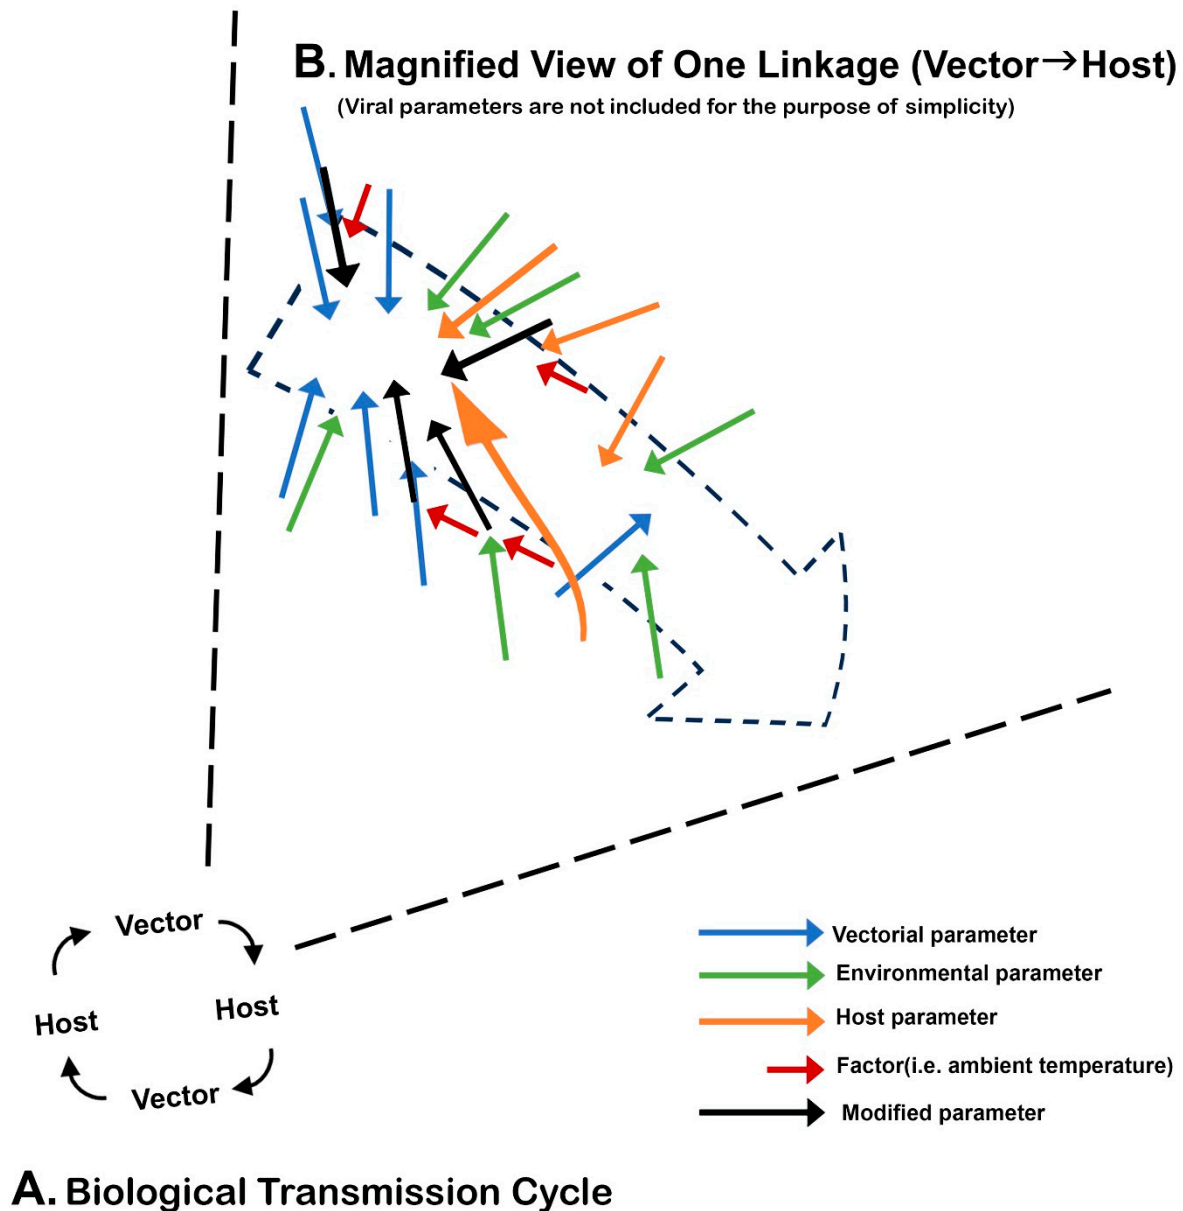 B. Magnified View of One Linkage (Vector→Host)
(Viral parameters are not included for the purpose of simplicity)
Vector
Host
Host
Vector
Vectorial parameter
Environmental parameter
Host parameter
Factor(i.e. ambient temperature)
Modified parameter
A. Biological Transmission Cycle